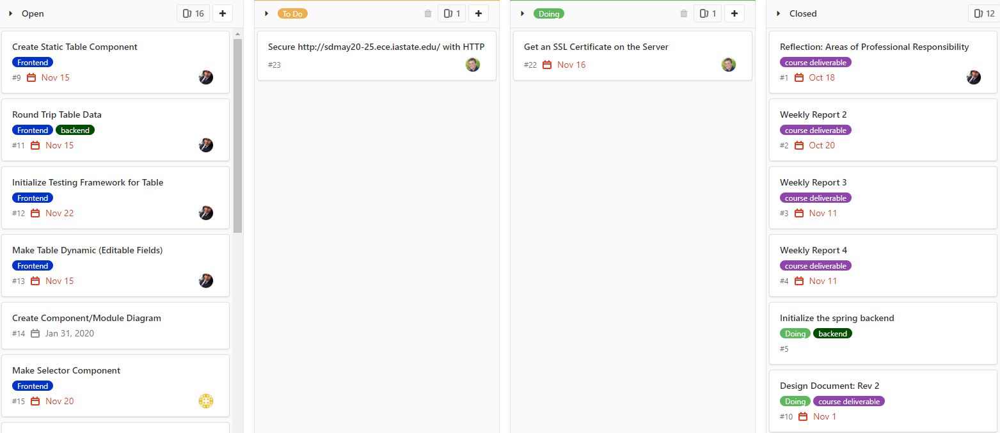 Open
16
Create Static Table Component
Frontend
#9 Nov 15
Round Trip Table Data
Frontend backend
#11 Nov 15
Initialize Testing Framework for Table
Frontend
#12 Nov 22
Make Table Dynamic (Editable Fields)
Frontend
#13 Nov 15
Create Component/Module Diagram
#14 Jan 31, 2020
Make Selector Component
Frontend
#15 Nov 20
To Do
1
Secure http://sdmay20-25.ece.iastate.edu/ with HTTP
#23
Doing
1
Get an SSL Certificate on the Server
#22 Nov 16
Closed
12
Reflection: Areas of Professional Responsibility
course deliverable
#1 Oct 18
Weekly Report 2
course deliverable
#2 Oct 20
Weekly Report 3
course deliverable
#3 Nov 11
Weekly Report 4
course deliverable
#4 Nov 11
Initialize the spring backend
Doing backend
#5
Design Document: Rev 2
Doing course deliverable
#10 Nov 1